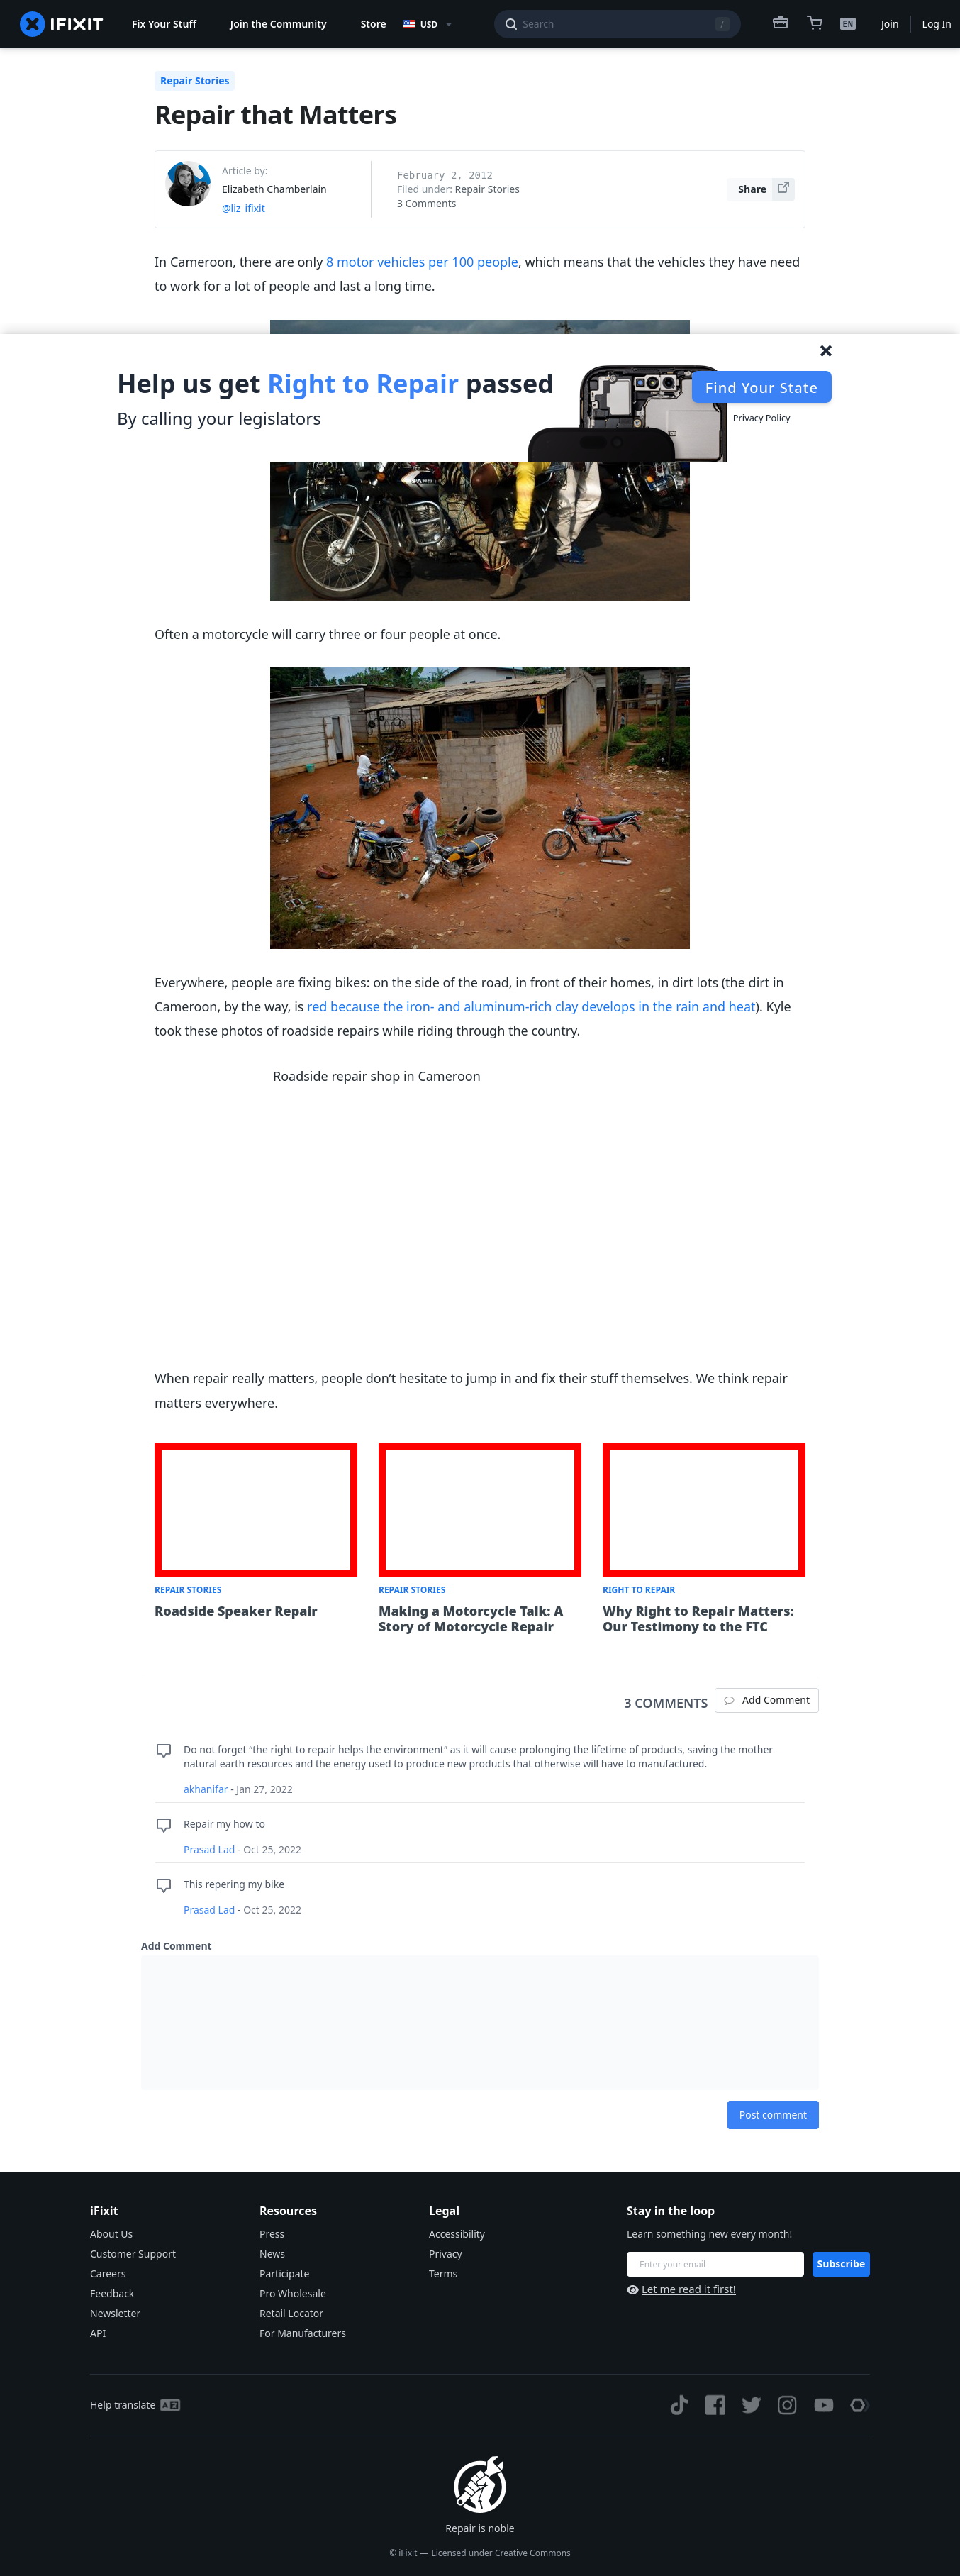 IFIXIT
Fix Your Stuff
Join the Community
Store
USD
Search
/
EN
Join
Log In
Repair Stories
Repair that Matters
Article by:
Elizabeth Chamberlain
@liz_ifixit
February 2, 2012
Filed under: Repair Stories
3 Comments
Share
In Cameroon, there are only 8 motor vehicles per 100 people, which means that the vehicles they have need
to work for a lot of people and last a long time.
Help us get Right to Repair passed
By calling your legislators
Find Your State
Privacy Policy
Often a motorcycle will carry three or four people at once.
Everywhere, people are fixing bikes: on the side of the road, in front of their homes, in dirt lots (the dirt in
Cameroon, by the way, is red because the iron- and aluminum-rich clay develops in the rain and heat). Kyle
took these photos of roadside repairs while riding through the country.
Roadside repair shop in Cameroon
When repair really matters, people don’t hesitate to jump in and fix their stuff themselves. We think repair
matters everywhere.
REPAIR STORIES
Roadside Speaker Repair
REPAIR STORIES
Making a Motorcycle Talk: A
Story of Motorcycle Repair
RIGHT TO REPAIR
Why Right to Repair Matters:
Our Testimony to the FTC
3 COMMENTS
Add Comment
Do not forget “the right to repair helps the environment” as it will cause prolonging the lifetime of products, saving the mother
natural earth resources and the energy used to produce new products that otherwise will have to manufactured.
akhanifar - Jan 27, 2022
Repair my how to
Prasad Lad - Oct 25, 2022
This repering my bike
Prasad Lad - Oct 25, 2022
Add Comment
Post comment
iFixit
About Us
Customer Support
Careers
Feedback
Newsletter
API
Resources
Press
News
Participate
Pro Wholesale
Retail Locator
For Manufacturers
Legal
Accessibility
Privacy
Terms
Stay in the loop
Learn something new every month!
Enter your email
Subscribe
Let me read it first!
Help translate
Repair is noble
© iFixit — Licensed under Creative Commons